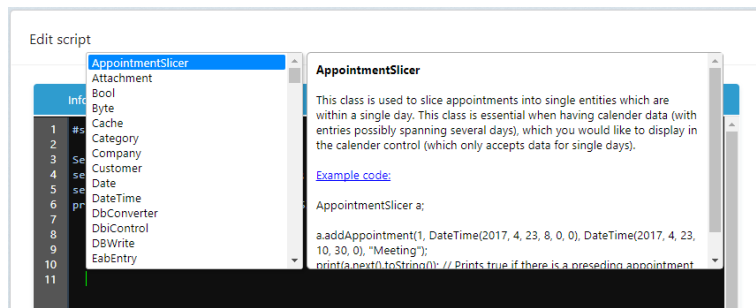 Edit script
Info
1 #s
2
3 Se
4 se
5 se
6 pr
7
8
9
10
11
AppointmentSlicer
Attachment
Bool
Byte
Cache
Category
Company
Customer
Date
DateTime
DbConverter
DbiControl
DBWrite
EabEntry
AppointmentSlicer
This class is used to slice appointments into single entities which are
within a single day. This class is essential when having calender data (with
entries possibly spanning several days), which you would like to display in
the calender control (which only accepts data for single days).
Example code:
AppointmentSlicer a;
a.addAppointment(1, DateTime(2017, 4, 23, 8, 0, 0), DateTime(2017, 4, 23,
10, 30, 0), "Meeting");
print(a.next().toString()); // Prints true if there is a preseding appointment